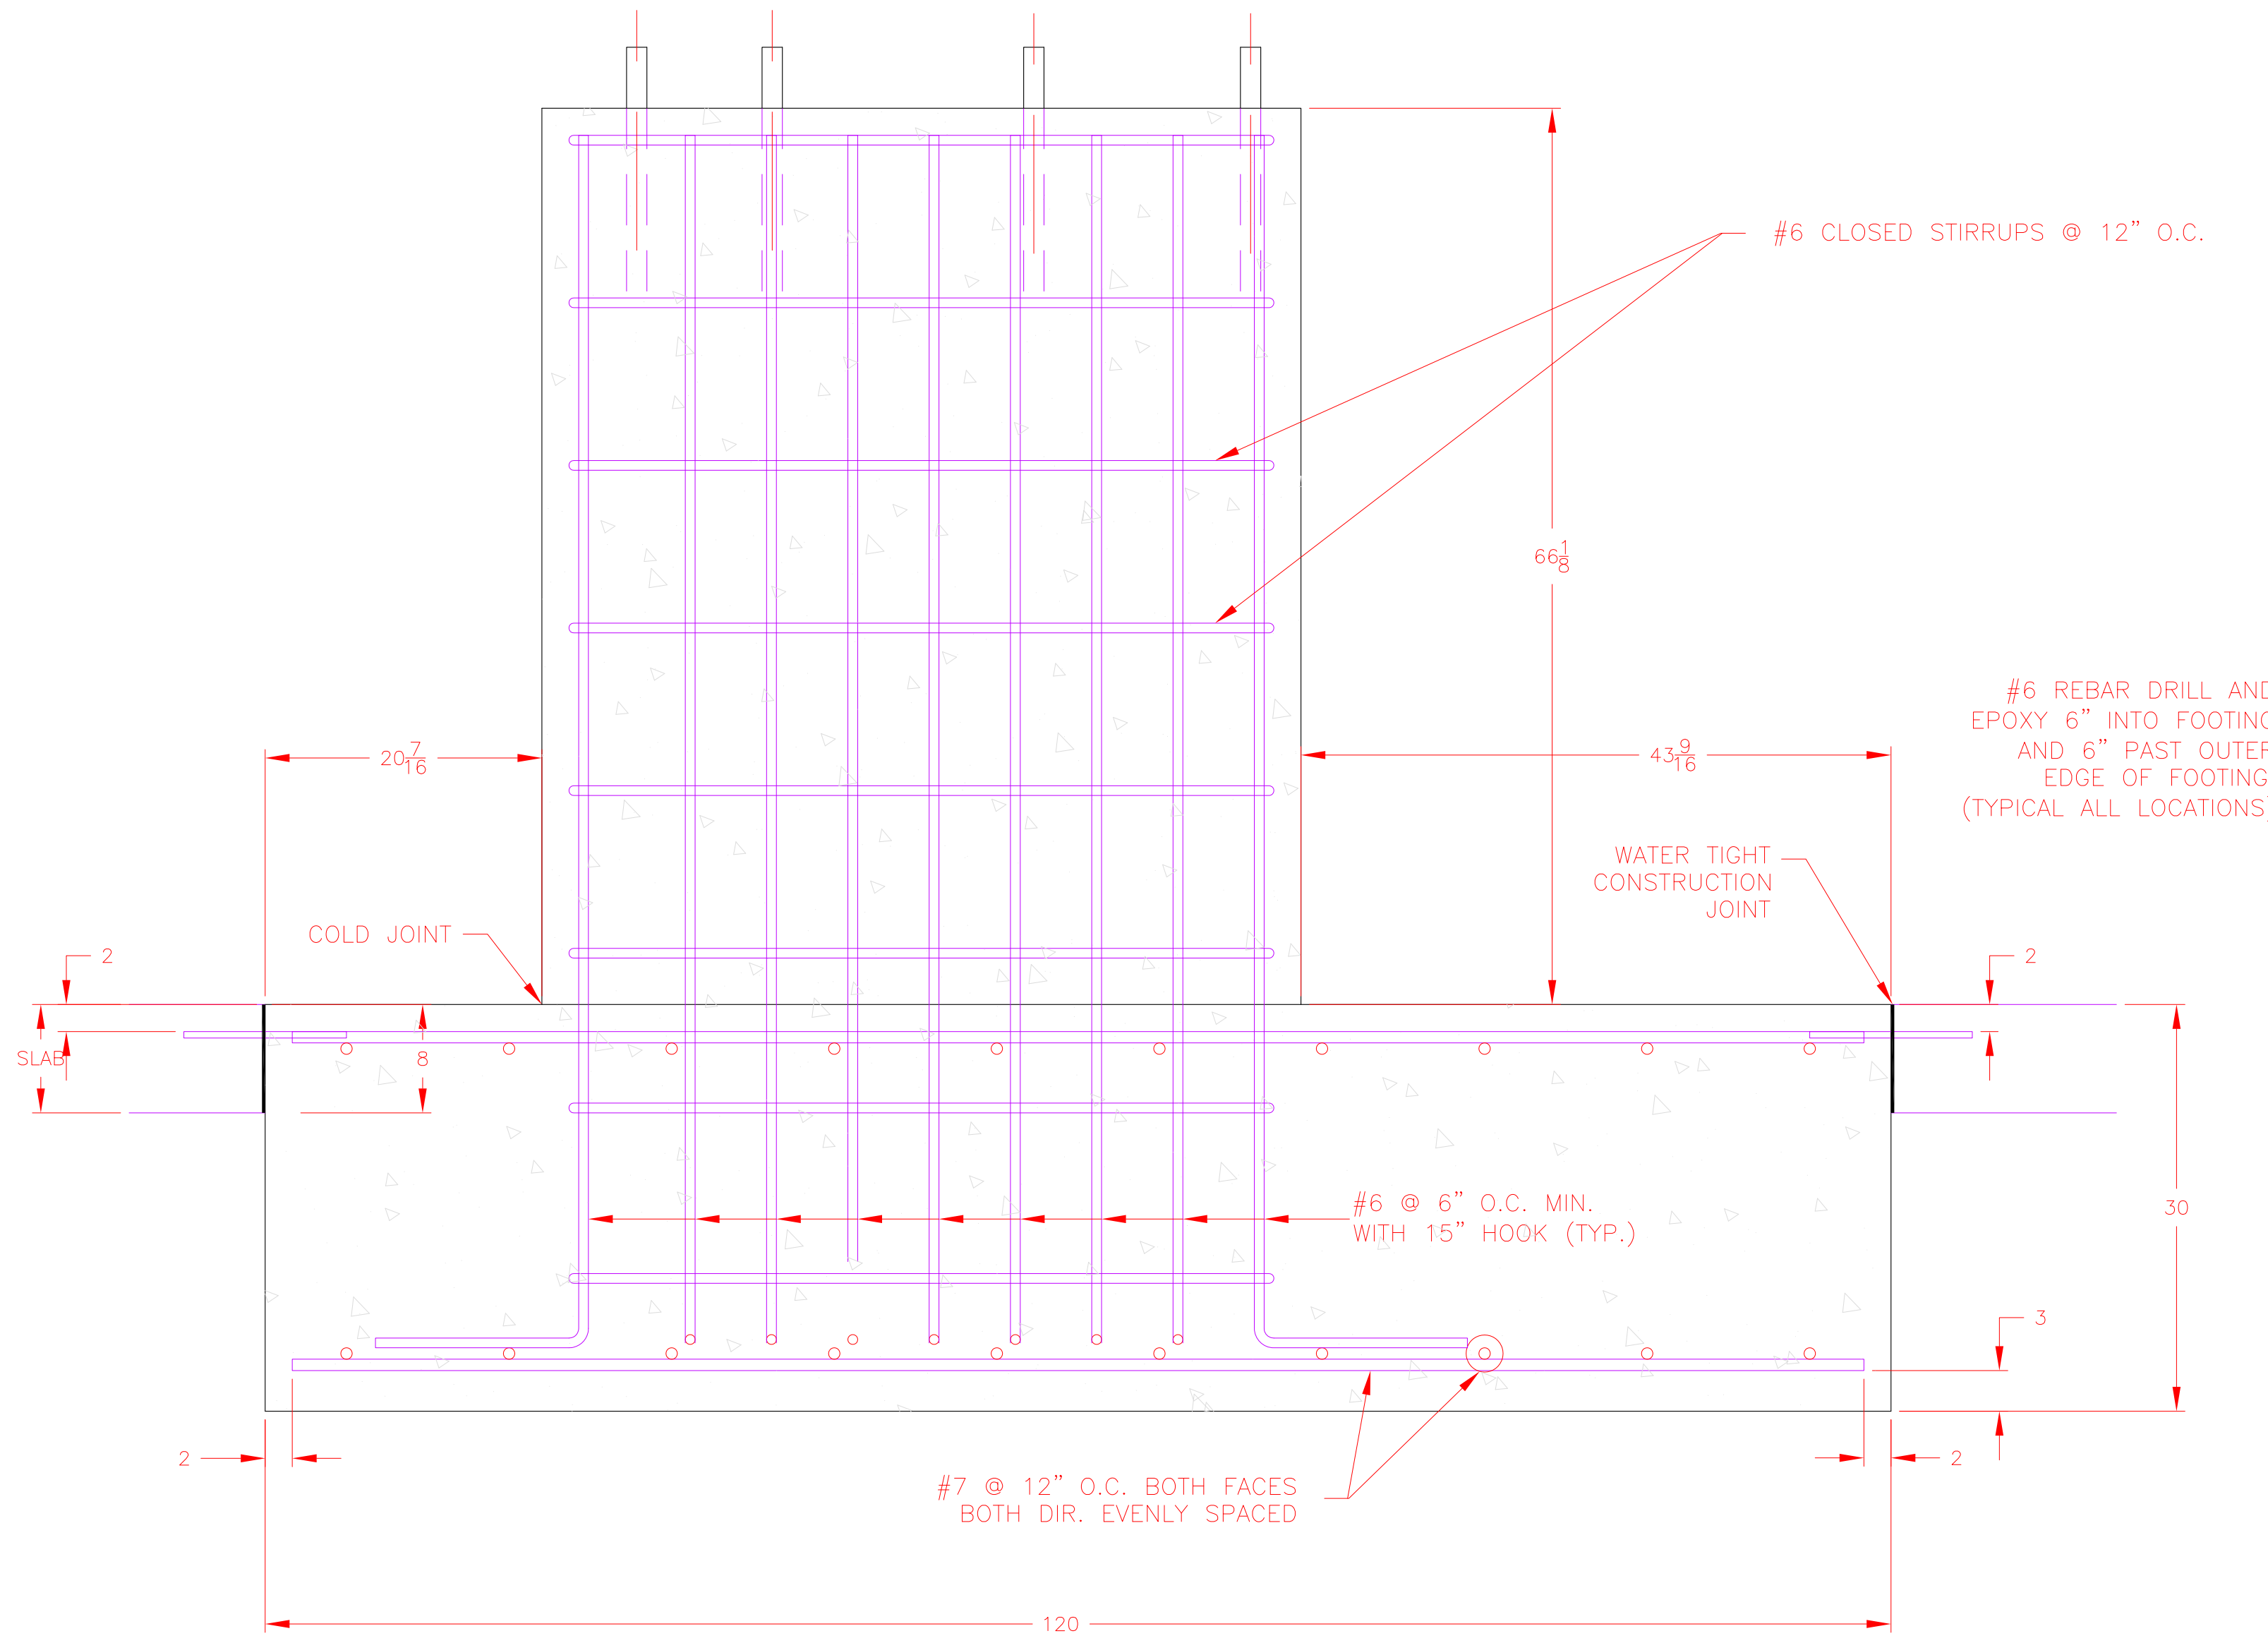 #6 CLOSED STIRRUPS @ 12" O.C.
66 1/8
#6 REBAR DRILL AND
EPOXY 6" INTO FOOTING
AND 6" PAST OUTER
EDGE OF FOOTING
(TYPICAL ALL LOCATIONS)
20 7/16
43 9/16
WATER TIGHT
CONSTRUCTION
JOINT
COLD JOINT
2
2
SLAB
8
#6 @ 6" O.C. MIN.
WITH 15" HOOK (TYP.)
30
3
2
2
#7 @ 12" O.C. BOTH FACES
BOTH DIR. EVENLY SPACED
120